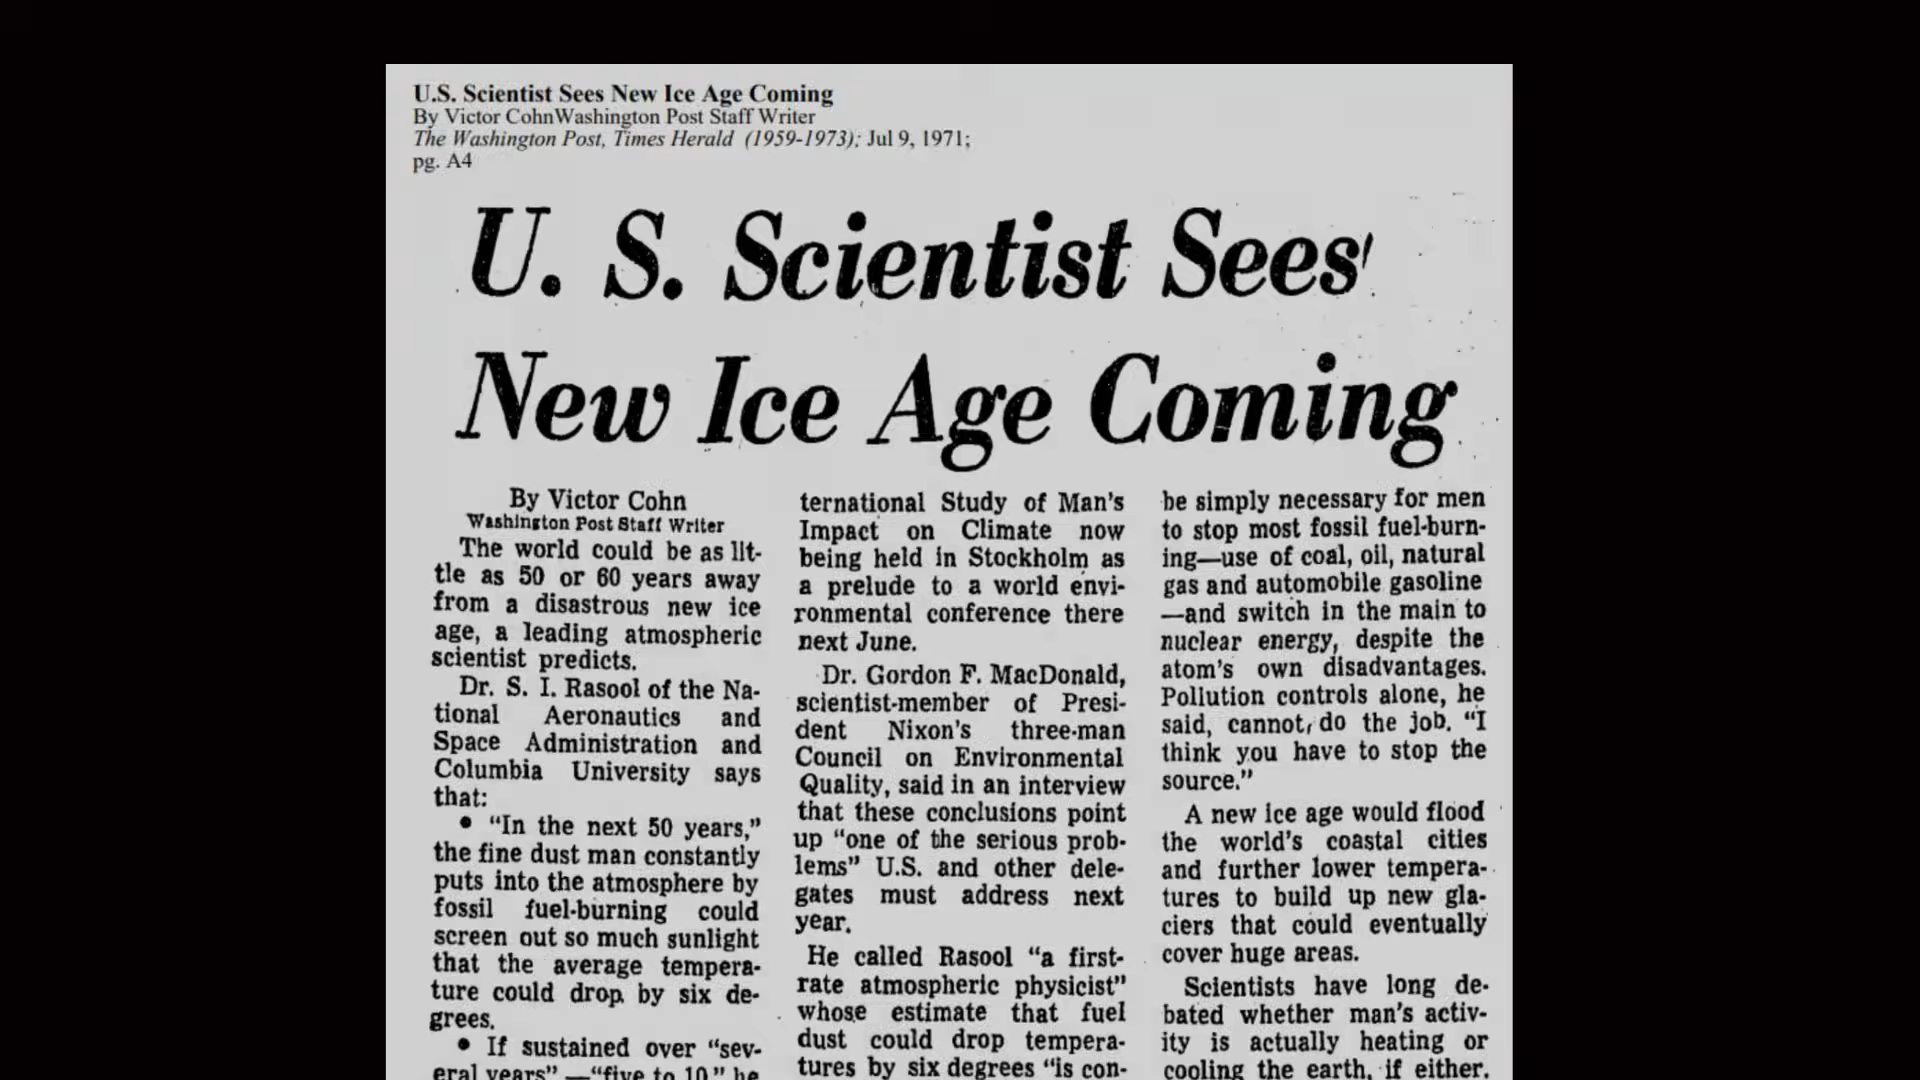 U.S. Scientist Sees New Ice Age Coming
By Victor CohnWashington Post Staff Writer
The Washington Post, Times Herald (1959-1973); Jul 9, 1971;
pg. A4
U. S. Scientist Sees
New Ice Age Coming
By Victor Cohn
Washington Post Staff Writer
The world could be as lit-
tle as 50 or 60 years away
from a disastrous new ice
age, a leading atmospheric
scientist predicts.
Dr. S. I. Rasool of the Na-
tional Aeronautics and
Space Administration and
Columbia University says
that:
• “In the next 50 years,”
the fine dust man constantly
puts into the atmosphere by
fossil fuel-burning could
screen out so much sunlight
that the average tempera-
ture could drop by six de-
grees.
• If sustained over “sev-
eral years” —“five to 10,” he
ternational Study of Man’s
Impact on Climate now
being held in Stockholm as
a prelude to a world envi-
ronmental conference there
next June.
Dr. Gordon F. MacDonald,
scientist-member of Presi-
dent Nixon’s three-man
Council on Environmental
Quality, said in an interview
that these conclusions point
up “one of the serious prob-
lems” U.S. and other dele-
gates must address next
year.
He called Rasool “a first-
rate atmospheric physicist”
whose estimate that fuel
dust could drop tempera-
tures by six degrees “is con-
be simply necessary for men
to stop most fossil fuel-burn-
ing—use of coal, oil, natural
gas and automobile gasoline
—and switch in the main to
nuclear energy, despite the
atom’s own disadvantages.
Pollution controls alone, he
said, cannot, do the job. “I
think you have to stop the
source.”
A new ice age would flood
the world’s coastal cities
and further lower tempera-
tures to build up new gla-
ciers that could eventually
cover huge areas.
Scientists have long de-
bated whether man’s activ-
ity is actually heating or
cooling the earth, if either.